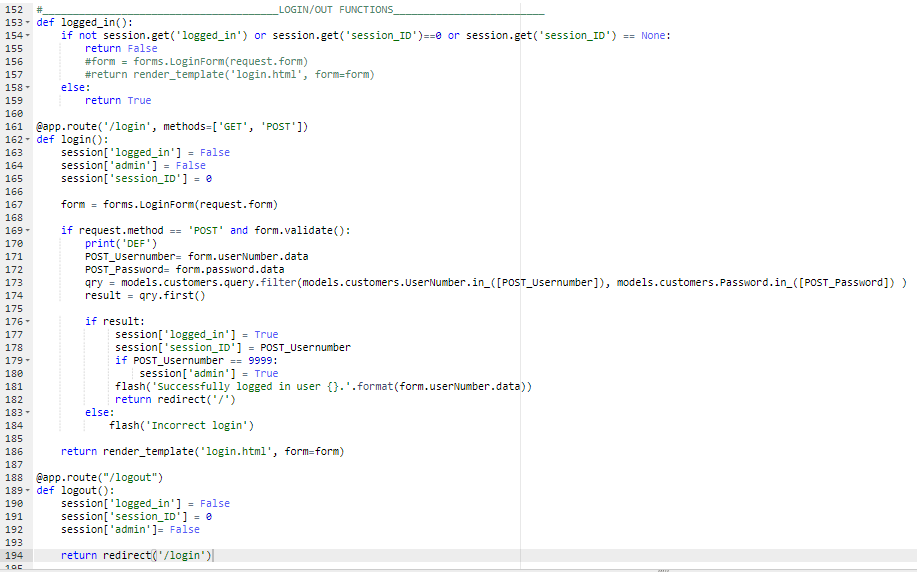 152 #______________________________________LOGIN/OUT FUNCTIONS_________________________
153 def logged_in():
154 if not session.get('logged_in') or session.get('session_ID')==0 or session.get('session_ID') == None:
155 return False
156 #form = forms.LoginForm(request.form)
157 #return render_template('login.html', form=form)
158 else:
159 return True
160
161 @app.route('/login', methods=['GET', 'POST'])
162 def login():
163 session['logged_in'] = False
164 session['admin'] = False
165 session['session_ID'] = 0
166
167 form = forms.LoginForm(request.form)
168
169 if request.method == 'POST' and form.validate():
170 print('DEF')
171 POST_Usernumber= form.userNumber.data
172 POST_Password= form.password.data
173 qry = models.customers.query.filter(models.customers.UserNumber.in_([POST_Usernumber]), models.customers.Password.in_([POST_Password]) )
174 result = qry.first()
175
176 if result:
177 session['logged_in'] = True
178 session['session_ID'] = POST_Usernumber
179 if POST_Usernumber == 9999:
180 session['admin'] = True
181 flash('Successfully logged in user {}.'.format(form.userNumber.data))
182 return redirect('/')
183 else:
184 flash('Incorrect login')
185
186 return render_template('login.html', form=form)
187
188 @app.route("/logout")
189 def logout():
190 session['logged_in'] = False
191 session['session_ID'] = 0
192 session['admin']= False
193
194 return redirect('/login')
195